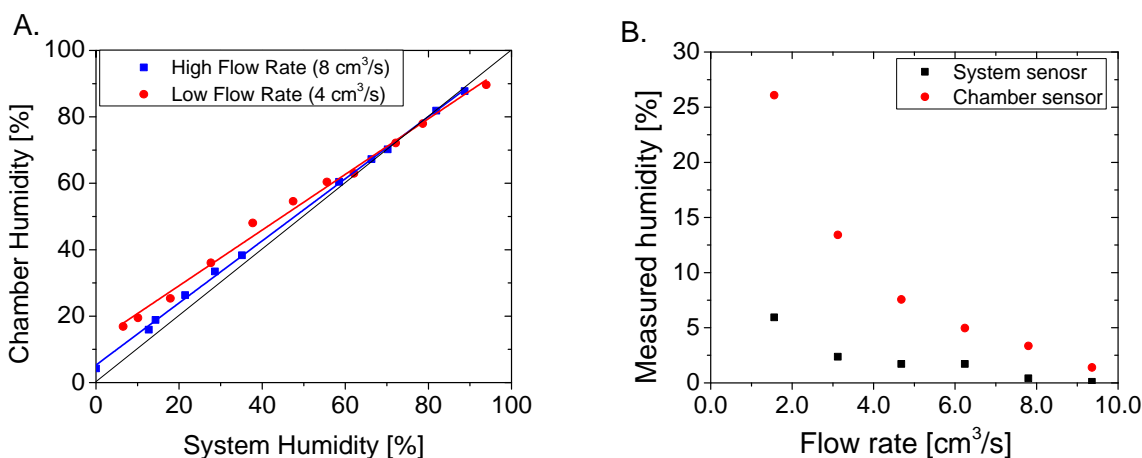 A.
100
80
60
40
20
0
Chamber Humidity [%]
High Flow Rate (8 cm³/s)
Low Flow Rate (4 cm³/s)
0 20 40 60 80 100
System Humidity [%]
B.
30
25
20
15
10
5
0
Measured humidity [%]
System senosr
Chamber sensor
0.0 2.0 4.0 6.0 8.0 10.0
Flow rate [cm³/s]